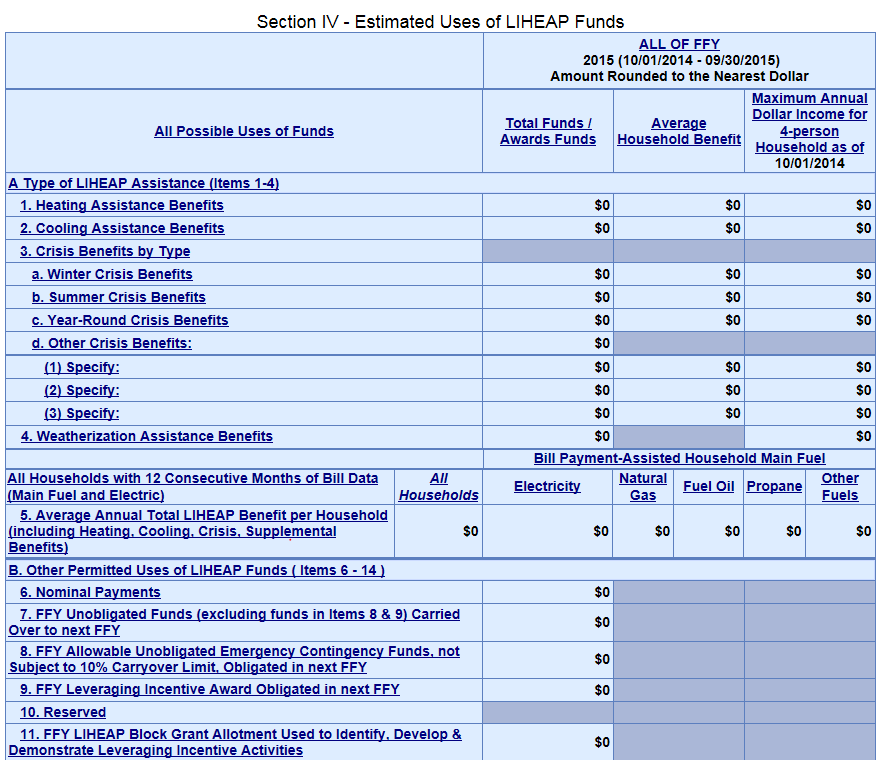 Section IV - Estimated Uses of LIHEAP Funds
ALL OF FFY
2015 (10/01/2014 - 09/30/2015)
Amount Rounded to the Nearest Dollar
All Possible Uses of Funds
Total Funds /
Awards Funds
Average
Household Benefit
Maximum Annual
Dollar Income for
4-person
Household as of
10/01/2014
A Type of LIHEAP Assistance (Items 1-4)
1. Heating Assistance Benefits $0 $0 $0
2. Cooling Assistance Benefits $0 $0 $0
3. Crisis Benefits by Type
a. Winter Crisis Benefits $0 $0 $0
b. Summer Crisis Benefits $0 $0 $0
c. Year-Round Crisis Benefits $0 $0 $0
d. Other Crisis Benefits: $0
(1) Specify: $0 $0 $0
(2) Specify: $0 $0 $0
(3) Specify: $0 $0 $0
4. Weatherization Assistance Benefits $0 $0
Bill Payment-Assisted Household Main Fuel
All Households with 12 Consecutive Months of Bill Data
(Main Fuel and Electric)
All
Households
Electricity
Natural
Gas
Fuel Oil
Propane
Other
Fuels
5. Average Annual Total LIHEAP Benefit per Household
(including Heating, Cooling, Crisis, Supplemental
Benefits)
$0 $0 $0 $0 $0 $0
B. Other Permitted Uses of LIHEAP Funds ( Items 6 - 14 )
6. Nominal Payments $0
7. FFY Unobligated Funds (excluding funds in Items 8 & 9) Carried
Over to next FFY
$0
8. FFY Allowable Unobligated Emergency Contingency Funds, not
Subject to 10% Carryover Limit, Obligated in next FFY
$0
9. FFY Leveraging Incentive Award Obligated in next FFY $0
10. Reserved
11. FFY LIHEAP Block Grant Allotment Used to Identify, Develop &
Demonstrate Leveraging Incentive Activities
$0